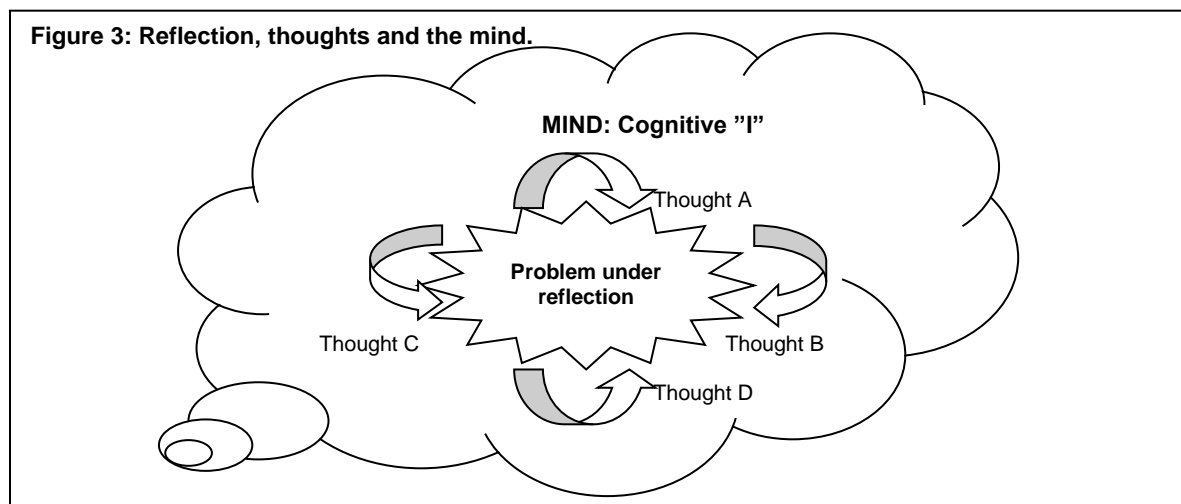 Figure 3: Reflection, thoughts and the mind.
MIND: Cognitive ”I”
Thought A
Problem under
reflection
Thought C
Thought B
Thought D